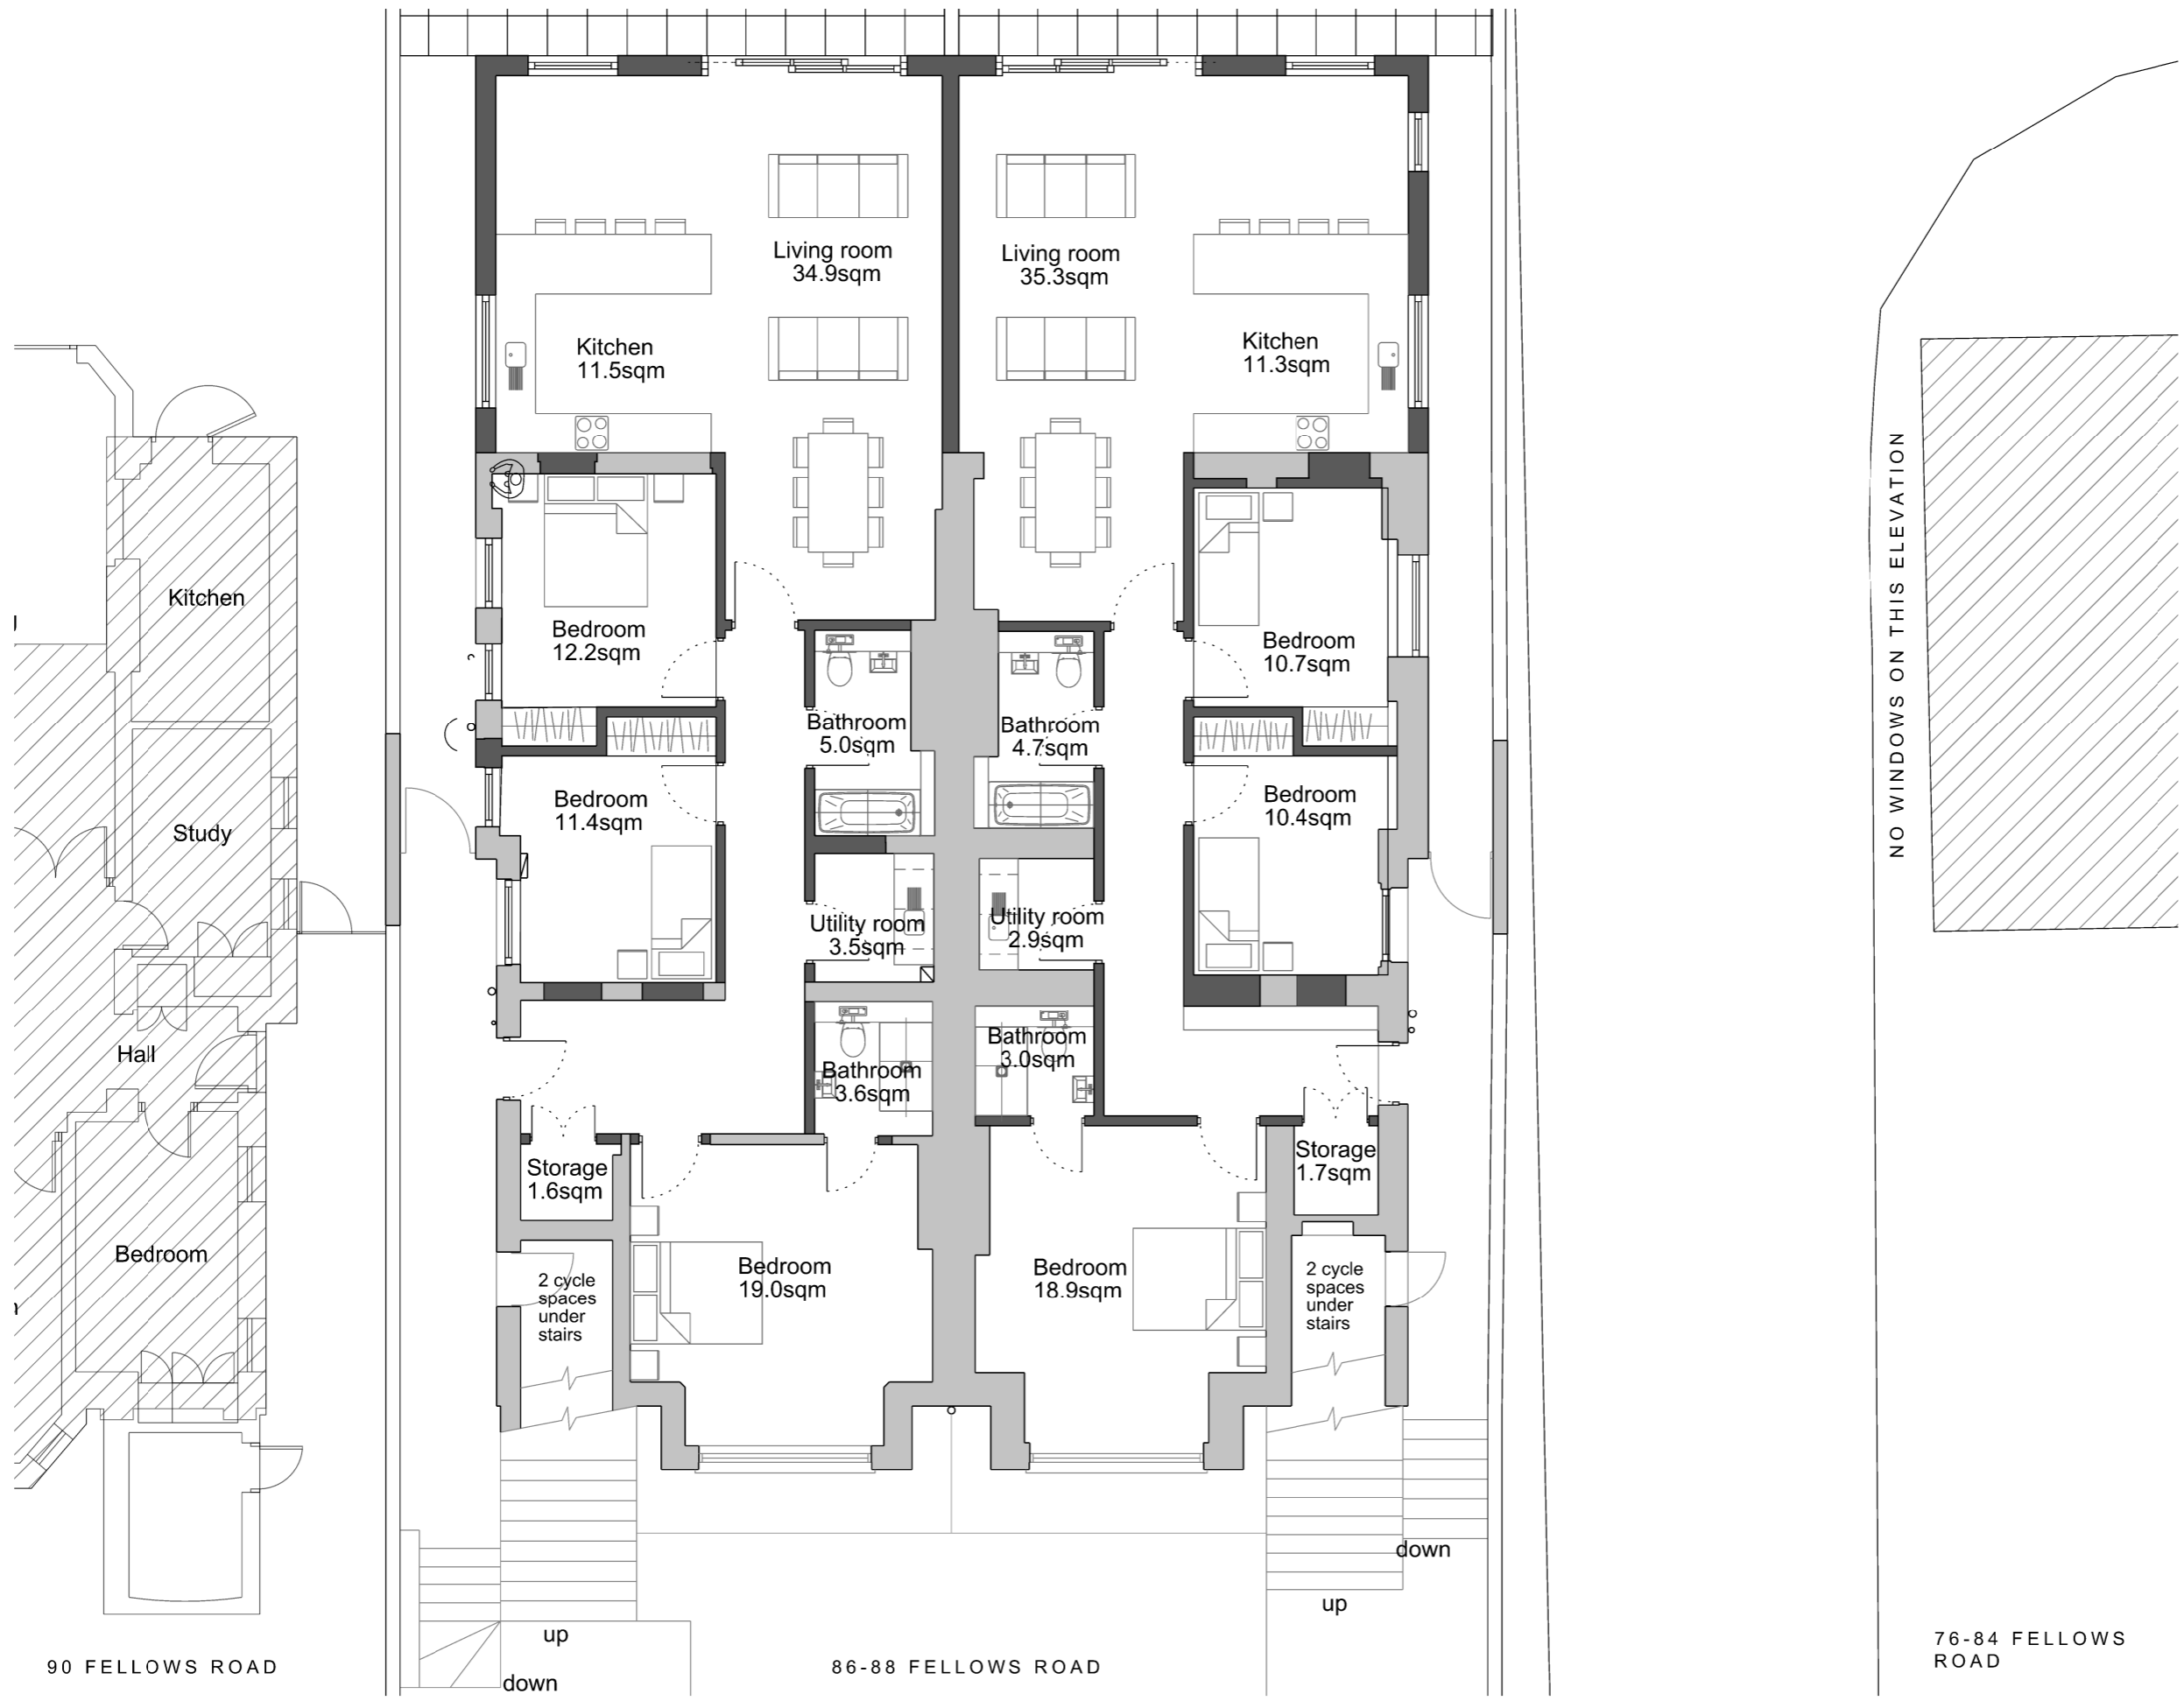 Living room
34.9sqm
Living room
35.3sqm
Kitchen
11.5sqm
Kitchen
11.3sqm
Kitchen
Bedroom
12.2sqm
Bedroom
10.7sqm
Bathroom
5.0sqm
Bathroom
4.7sqm
Study
Bedroom
11.4sqm
Bedroom
10.4sqm
Utility room
3.5sqm
Utility room
2.9sqm
Hall
Bathroom
3.6sqm
Bathroom
3.0sqm
Storage
1.6sqm
Storage
1.7sqm
Bedroom
Bedroom
19.0sqm
Bedroom
18.9sqm
2 cycle
spaces
under
stairs
2 cycle
spaces
under
stairs
NO WINDOWS ON THIS ELEVATION
down
up
up
down
90 FELLOWS ROAD
86-88 FELLOWS ROAD
76-84 FELLOWS
ROAD